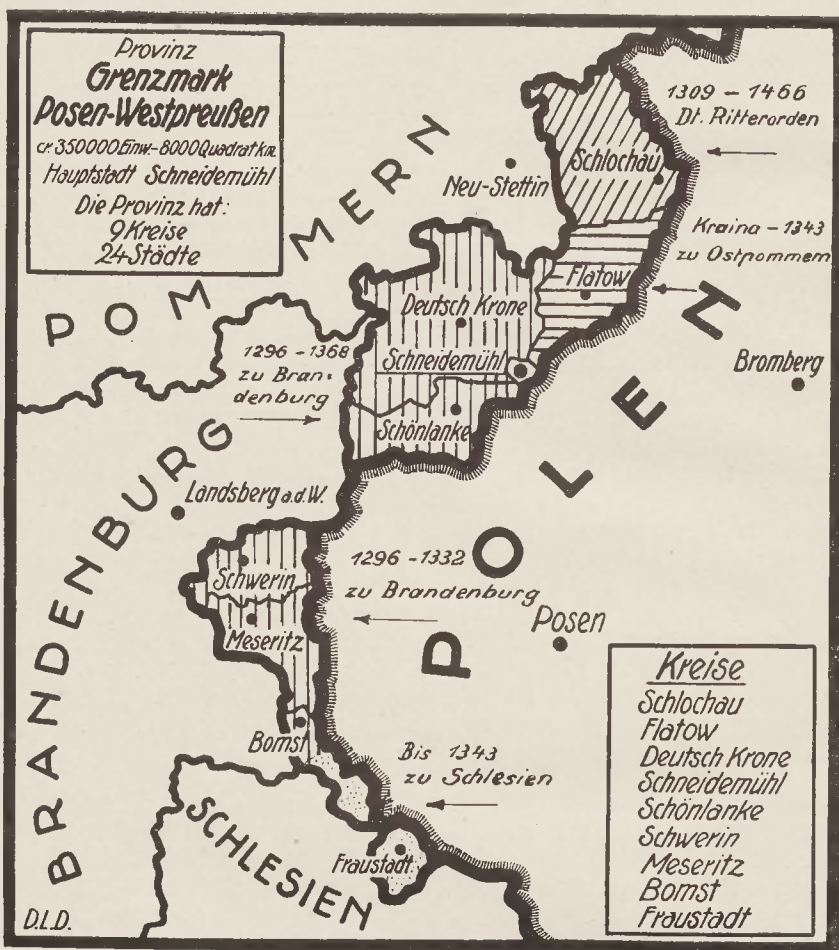 Provinz
Grenzmark
Posen-Westpreußen
cr. 350000 Einw.-8000 Quadratkm.
Hauptstadt Schneidemühl
Die Provinz hat:
9 Kreise
24 Städte
1309 - 1466
Dt. Ritterorden
Schlochau
Neu-Stettin
POMMERN
Kraina - 1343
zu Ostpommern
Flatow
Deutsch Krone
1296 - 1368
zu Bran=
denburg
Schneidemühl
Bromberg
Schönlanke
POLEN
BRANDENBURG
Landsberg a.d.W.
1296 - 1332
zu Brandenburg
Schwerin
Meseritz
Posen
Bomst
Bis 1343
zu Schlesien
SCHLESIEN
Fraustadt
Kreise
Schlochau
Flatow
Deutsch Krone
Schneidemühl
Schönlanke
Schwerin
Meseritz
Bomst
Fraustadt
D.L.D.